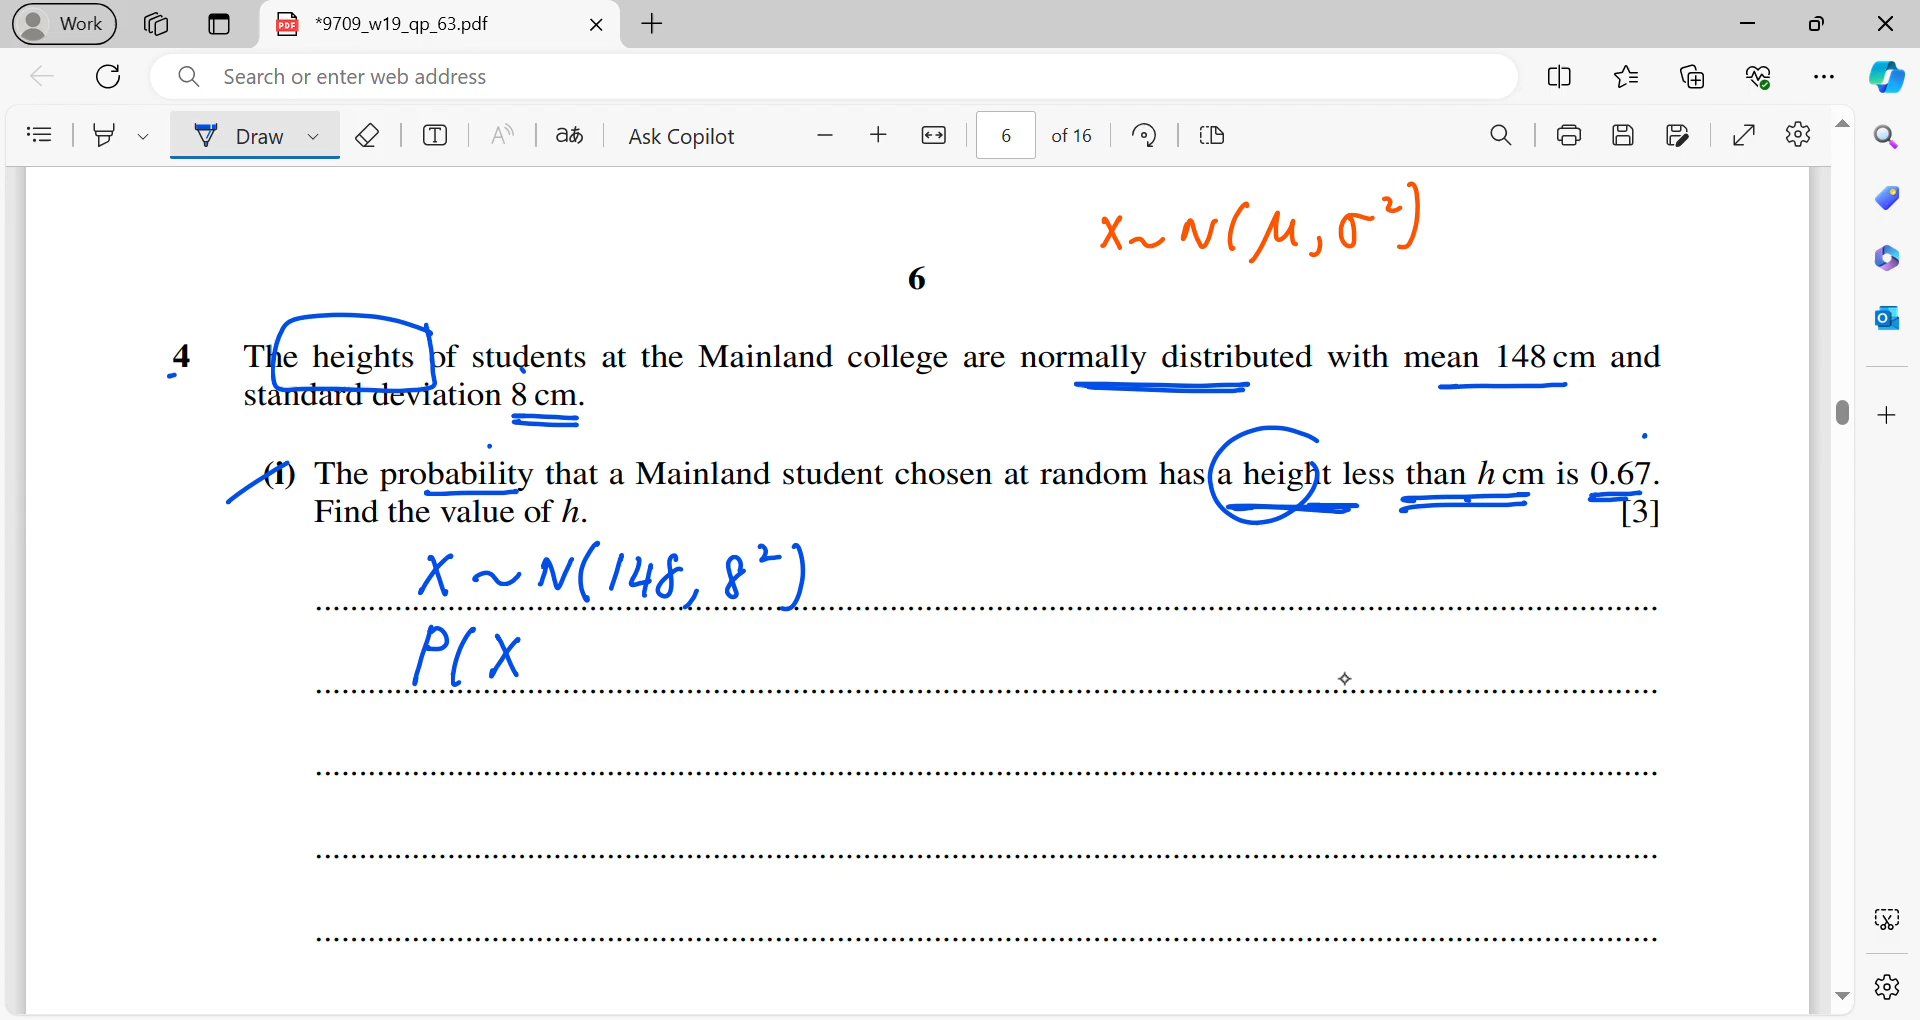 Work
*9709_w19_qp_63.pdf
Search or enter web address
Draw
Ask Copilot
6 of 16
X ~ N(μ, σ²)
6
4 The heights of students at the Mainland college are normally distributed with mean 148 cm and
standard deviation 8 cm.
(i) The probability that a Mainland student chosen at random has a height less than h cm is 0.67.
Find the value of h. [3]
X ~ N(148, 8²)
P(X